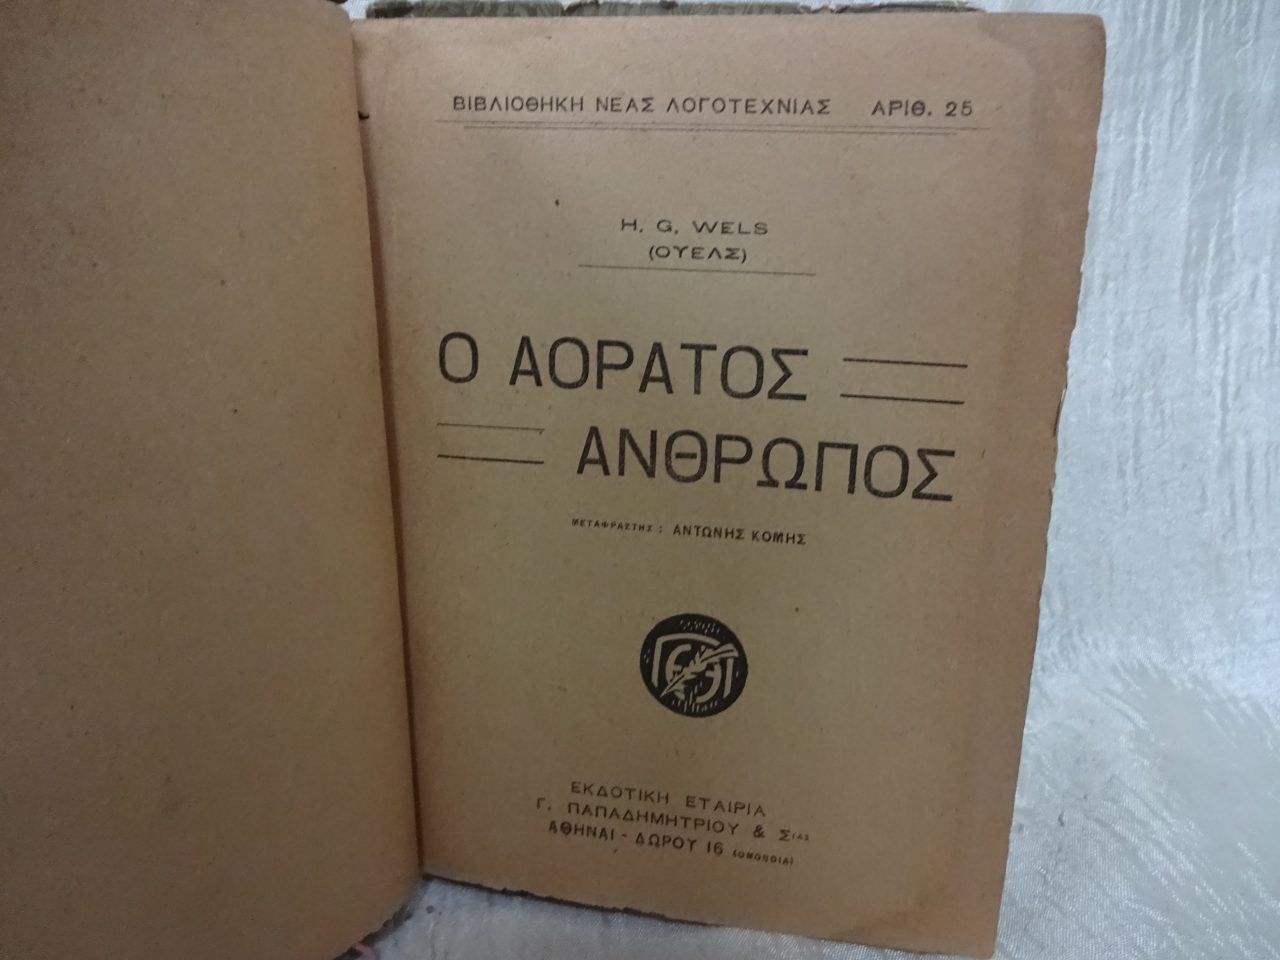 ΒΙΒΛΙΟΘΗΚΗ ΝΕΑΣ ΛΟΓΟΤΕΧΝΙΑΣ ΑΡΙΘ. 25
H. G. WELS
(ΟΥΕΛΣ)
Ο ΑΟΡΑΤΟΣ
ΑΝΘΡΩΠΟΣ
ΜΕΤΑΦΡΑΣΤΗΣ : ΑΝΤΩΝΗΣ ΚΟΜΗΣ
ΕΚΔΟΤΙΚΗ ΕΤΑΙΡΙΑ
Γ. ΠΑΠΑΔΗΜΗΤΡΙΟΥ & ΣΙΑΣ
ΑΘΗΝΑΙ - ΔΩΡΟΥ 16 (ΟΜΟΝΟΙΑ)